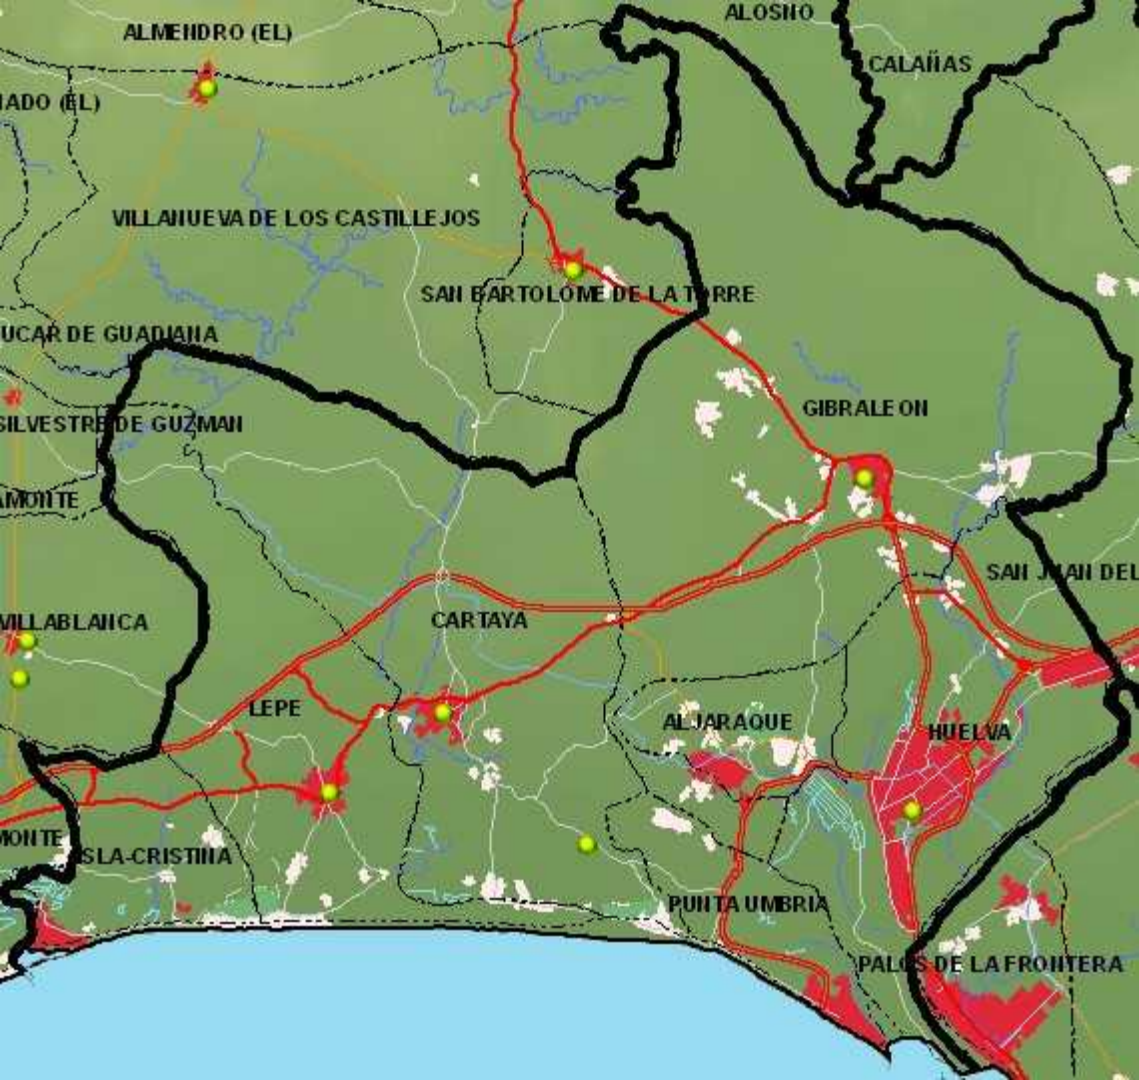 ALOSNO
ALMENDRO (EL)
CALAÑAS
(EL)
VILLANUEVA DE LOS CASTILLEJOS
SAN BARTOLOME DE LA TORRE
UCAR DE GUADIANA
GIBRALEON
SILVESTRE DE GUZMAN
AMONTE
SAN JUAN DEL
VILLABLANCA
CARTAYA
LEPE
ALJARAQUE
HUELVA
MONTE
SLA-CRISTINA
PUNTA UMBRIA
PALOS DE LA FRONTERA